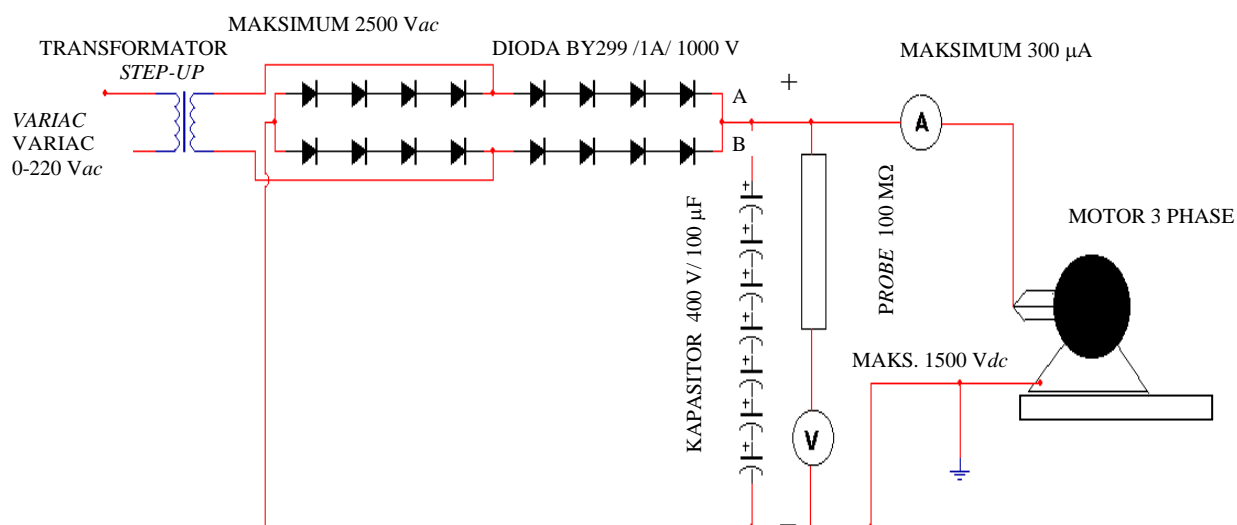 MAKSIMUM 2500 Vac
TRANSFORMATOR
STEP-UP
DIODA BY299 /1A/ 1000 V
MAKSIMUM 300 µA
VARIAC
VARIAC
0-220 Vac
A
B
+
A
KAPASITOR 400 V/ 100 µF
PROBE 100 MΩ
MOTOR 3 PHASE
MAKS. 1500 Vdc
V
+
+
+
+
+
+
+
−